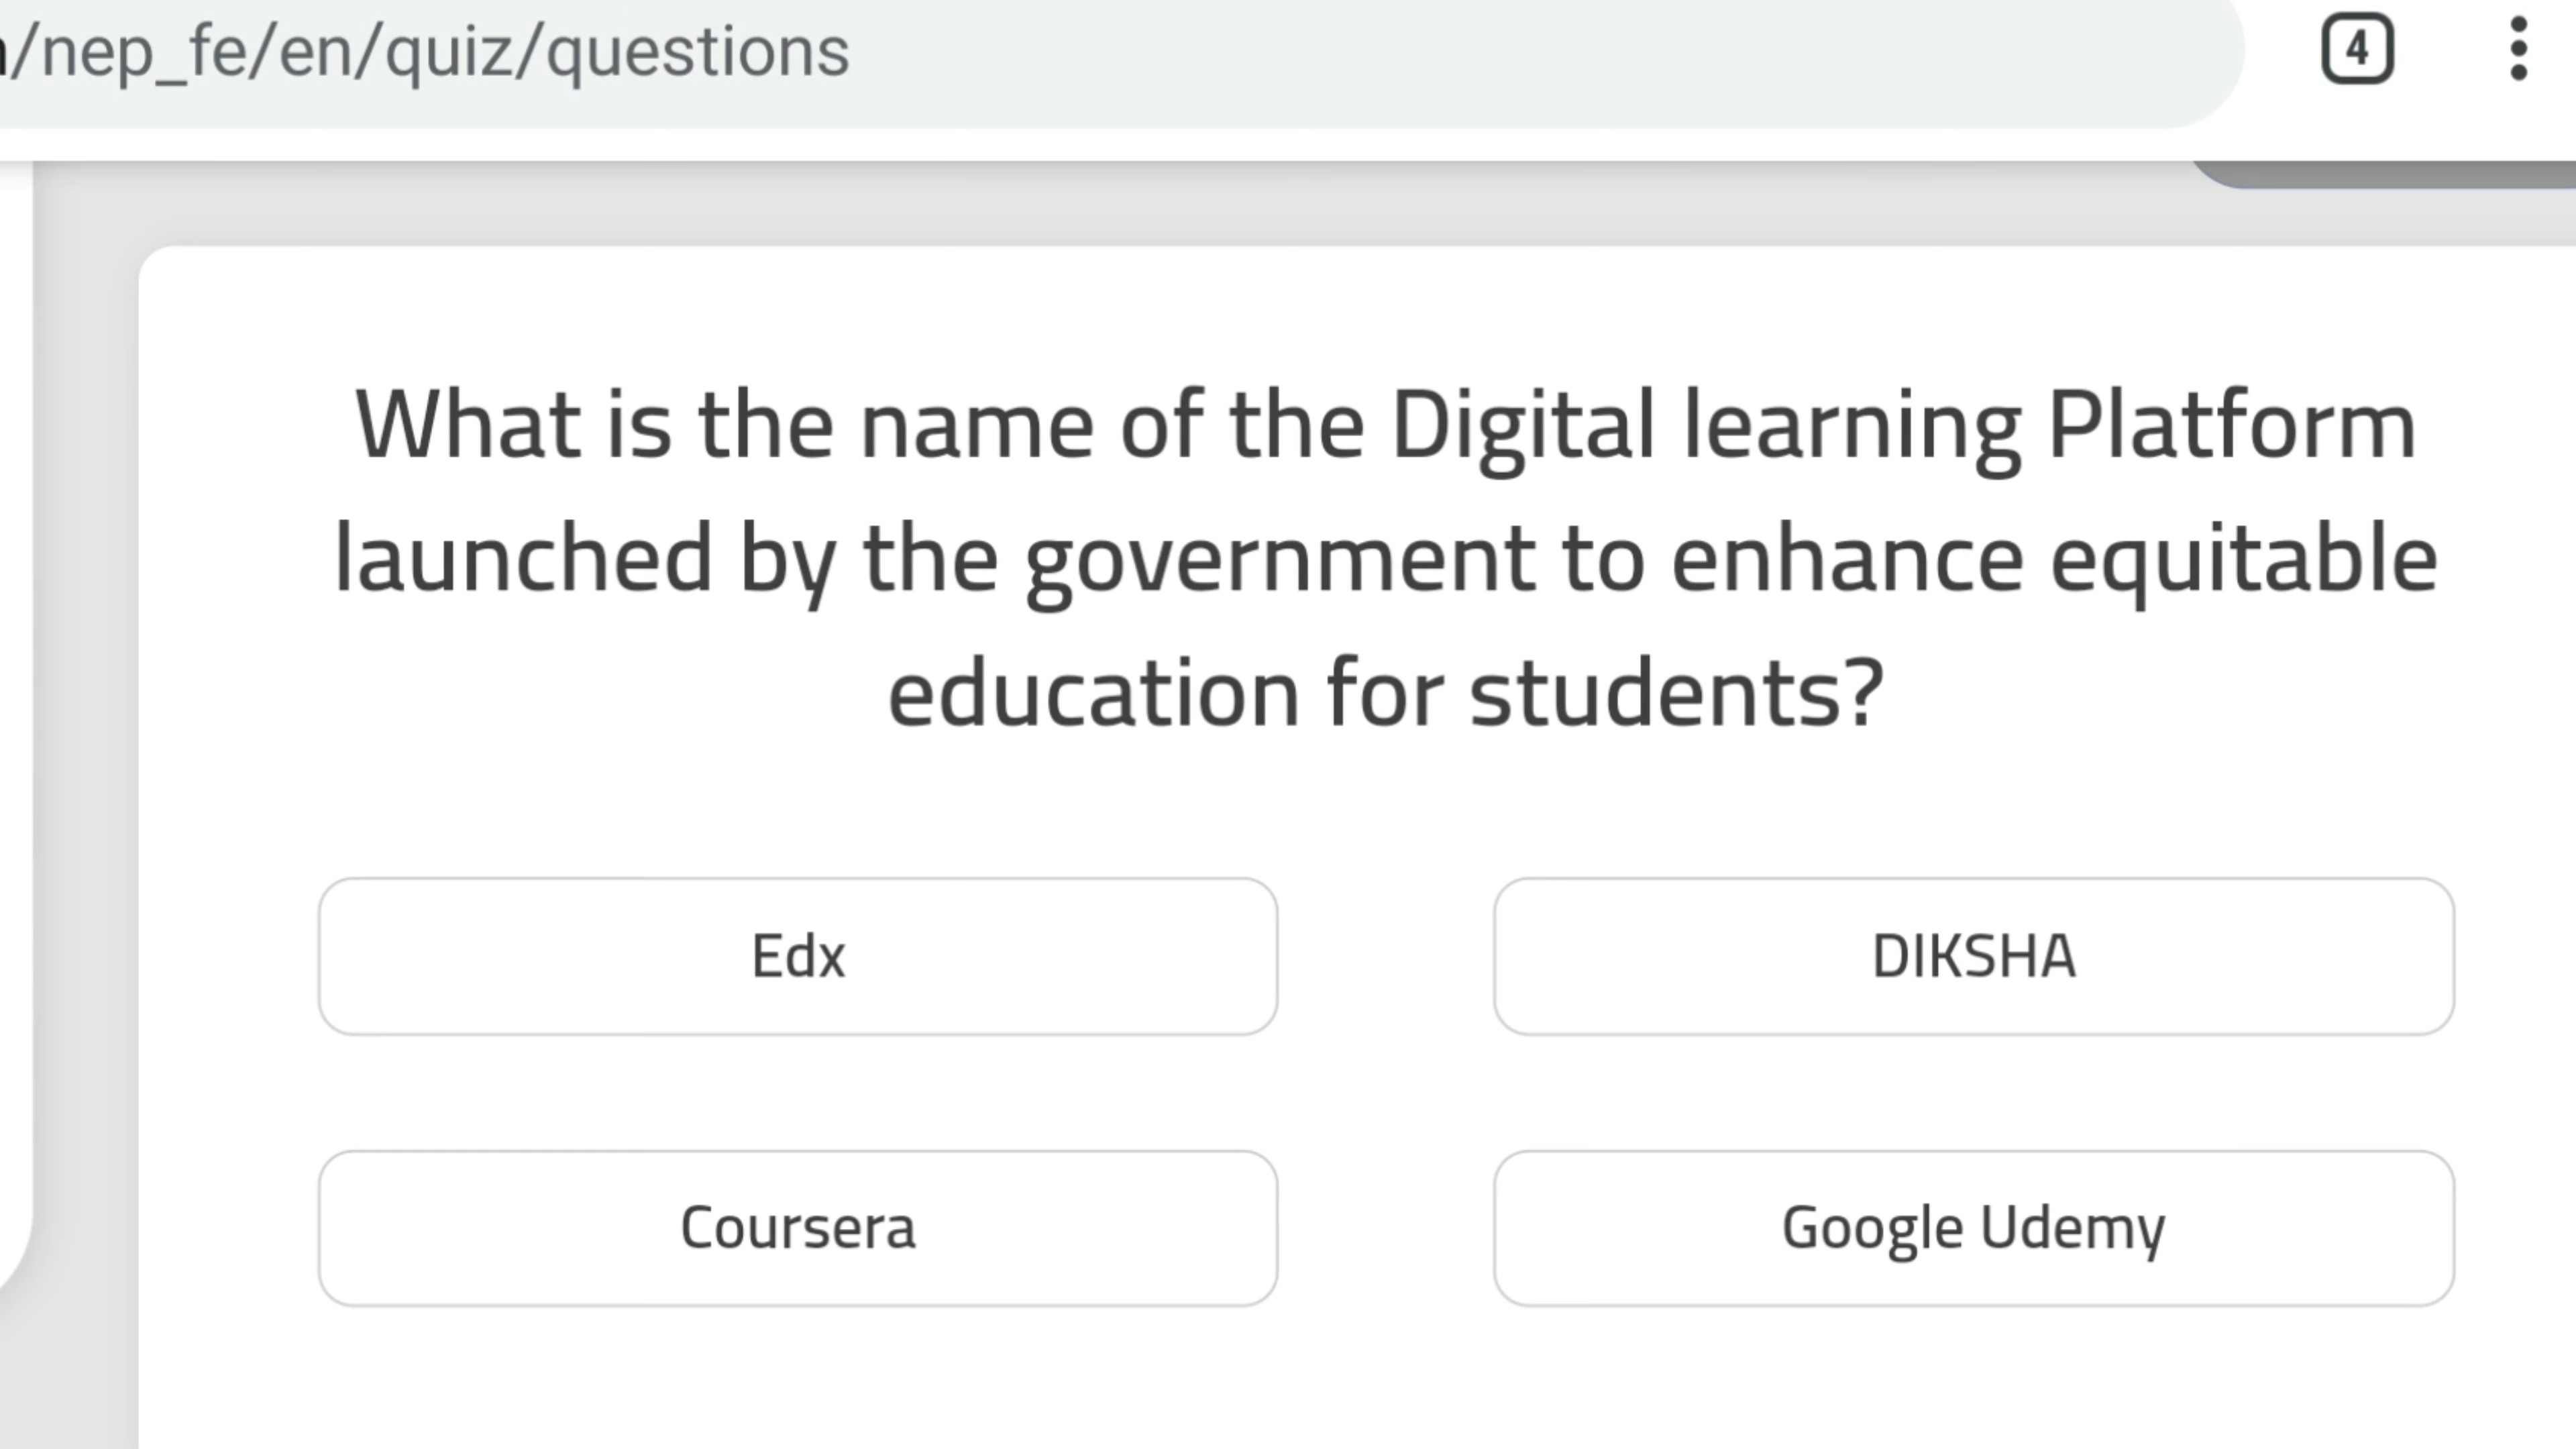 /nep_fe/en/quiz/questions
4
What is the name of the Digital learning Platform
launched by the government to enhance equitable
education for students?
Edx
DIKSHA
Coursera
Google Udemy